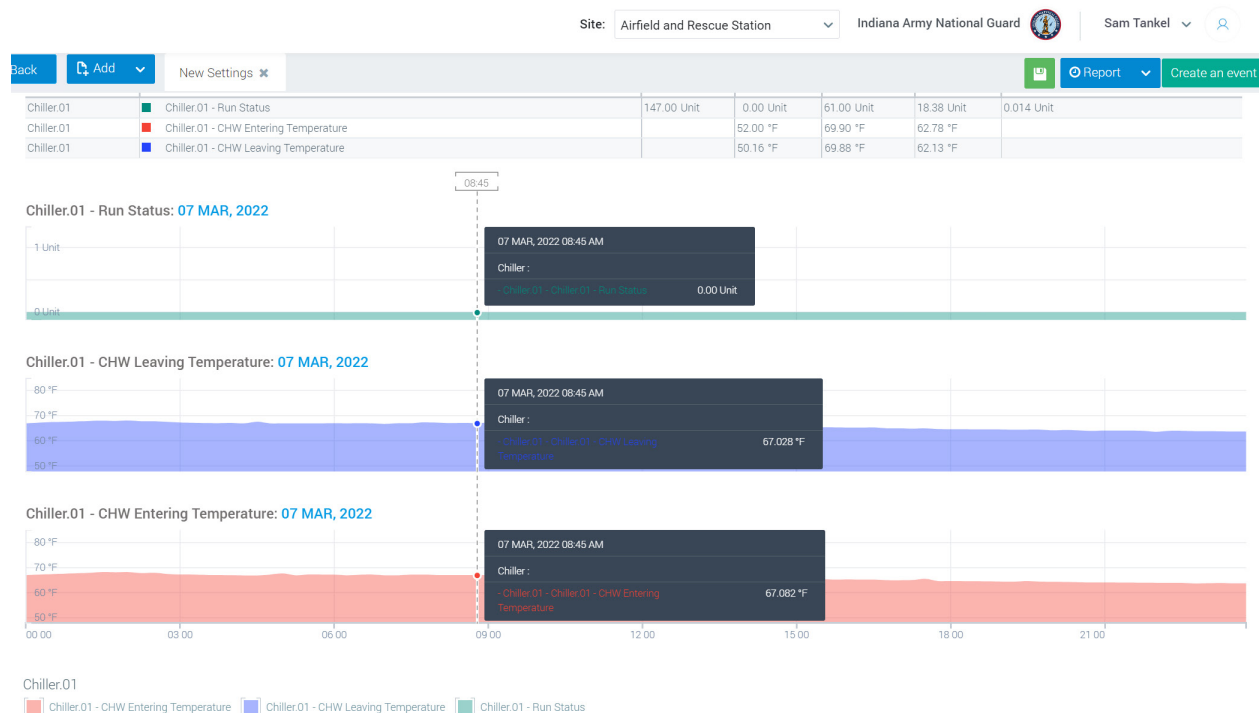 Site: Airfield and Rescue Station Indiana Army National Guard Sam Tankel
Back Add New Settings ✖ Report Create an event
Chiller.01 Chiller.01 - Run Status 147.00 Unit 0.00 Unit 61.00 Unit 18.38 Unit 0.014 Unit
Chiller.01 Chiller.01 - CHW Entering Temperature 52.00 °F 69.90 °F 62.78 °F
Chiller.01 Chiller.01 - CHW Leaving Temperature 50.16 °F 69.88 °F 62.13 °F
08:45
Chiller.01 - Run Status: 07 MAR, 2022
1 Unit
0 Unit
07 MAR, 2022 08:45 AM
Chiller :
- Chiller.01 - Chiller.01 - Run Status 0.00 Unit
Chiller.01 - CHW Leaving Temperature: 07 MAR, 2022
80 °F
70 °F
60 °F
50 °F
07 MAR, 2022 08:45 AM
Chiller :
- Chiller.01 - Chiller.01 - CHW Leaving 67.028 °F
Temperature
Chiller.01 - CHW Entering Temperature: 07 MAR, 2022
80 °F
70 °F
60 °F
50 °F
07 MAR, 2022 08:45 AM
Chiller :
- Chiller.01 - Chiller.01 - CHW Entering 67.082 °F
Temperature
00:00 03:00 06:00 09:00 12:00 15:00 18:00 21:00
Chiller.01
Chiller.01 - CHW Entering Temperature Chiller.01 - CHW Leaving Temperature Chiller.01 - Run Status